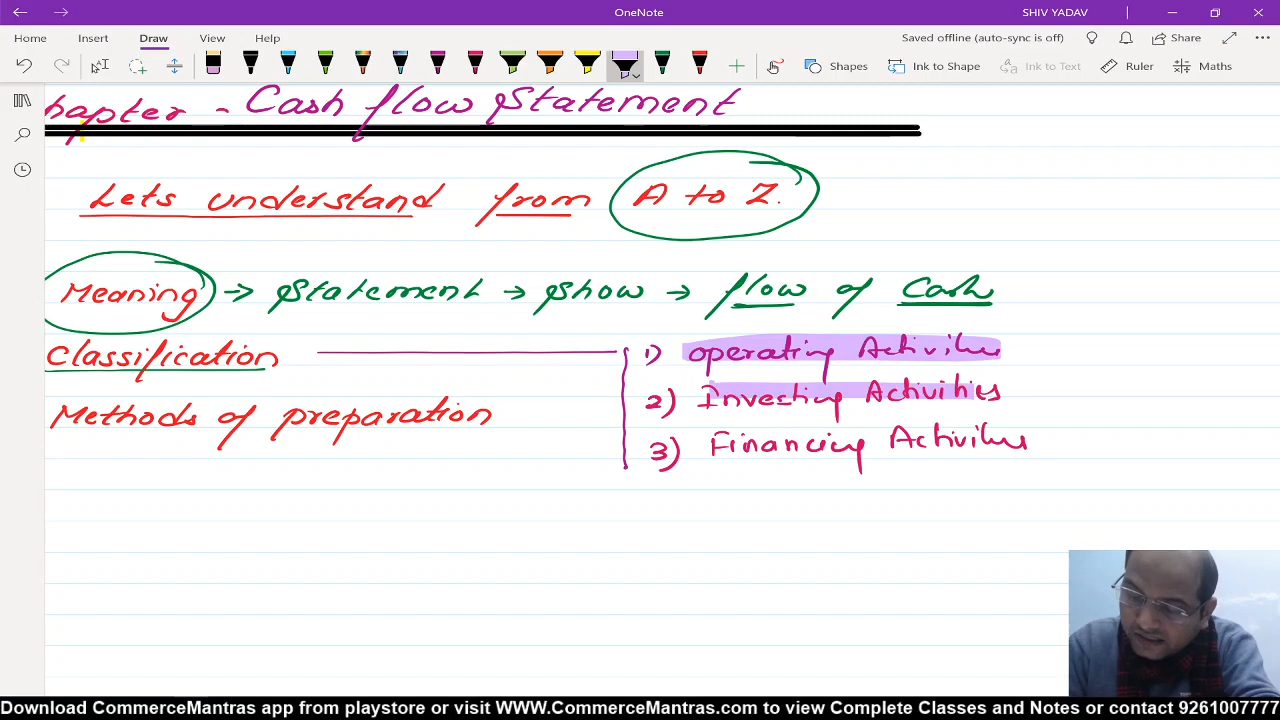 OneNote
SHIV YADAV
Home Insert Draw View Help
Saved offline (auto-sync is off)
Share
Shapes
Ink to Shape
Ink to Text
Ruler
Maths
hapter - Cash flow Statement
Lets understand from A to Z.
Meaning → Statement → Show → flow of Cash
Classification
1) operating Activities
2) Investing Activities
Methods of preparation
3) Financing Activities
Download CommerceMantras app from playstore or visit WWW.CommerceMantras.com to view Complete Classes and Notes or contact 9261007777